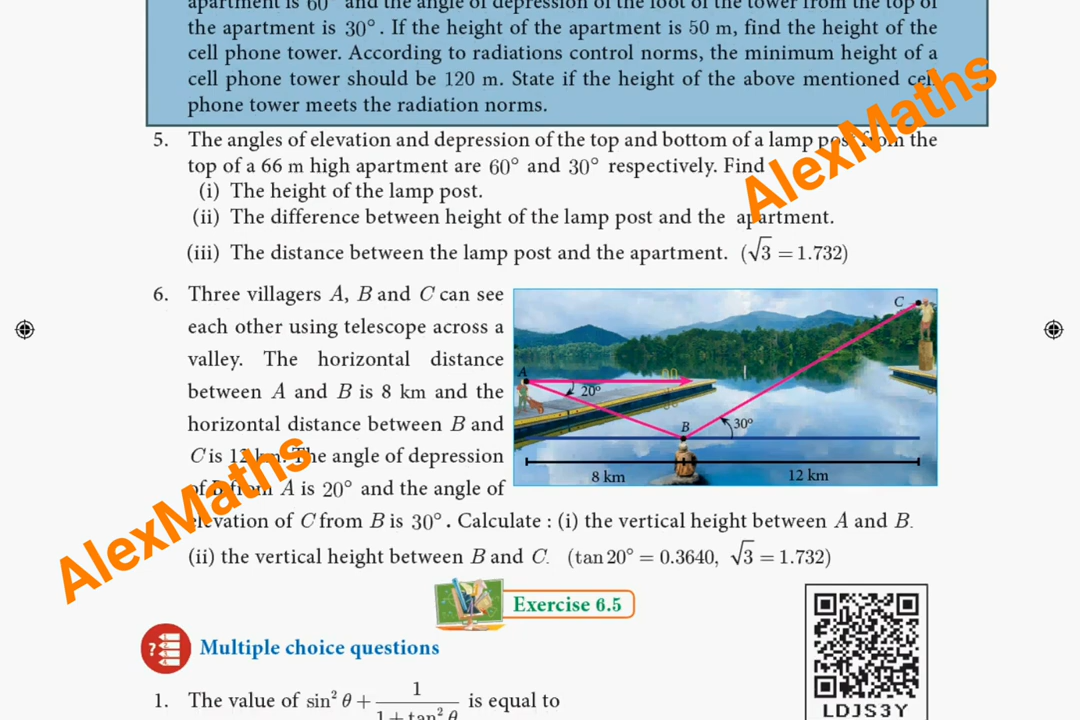 apartment is 60° and the angle of depression of the foot of the tower from the top of
the apartment is 30°. If the height of the apartment is 50 m, find the height of the
cell phone tower. According to radiations control norms, the minimum height of a
cell phone tower should be 120 m. State if the height of the above mentioned cell
phone tower meets the radiation norms.
5. The angles of elevation and depression of the top and bottom of a lamp post from the
top of a 66 m high apartment are 60° and 30° respectively. Find
(i) The height of the lamp post.
(ii) The difference between height of the lamp post and the apartment.
(iii) The distance between the lamp post and the apartment. (√3 = 1.732)
AlexMaths
6. Three villagers A, B and C can see
each other using telescope across a
valley. The horizontal distance
between A and B is 8 km and the
horizontal distance between B and
C is 12 km. The angle of depression
of B from A is 20° and the angle of
elevation of C from B is 30°. Calculate : (i) the vertical height between A and B.
(ii) the vertical height between B and C. (tan 20° = 0.3640, √3 = 1.732)
C
A
20°
B
30°
8 km
12 km
AlexMaths
Exercise 6.5
Multiple choice questions
1. The value of sin² θ + 1/(1 + tan² θ) is equal to
LDJS3Y